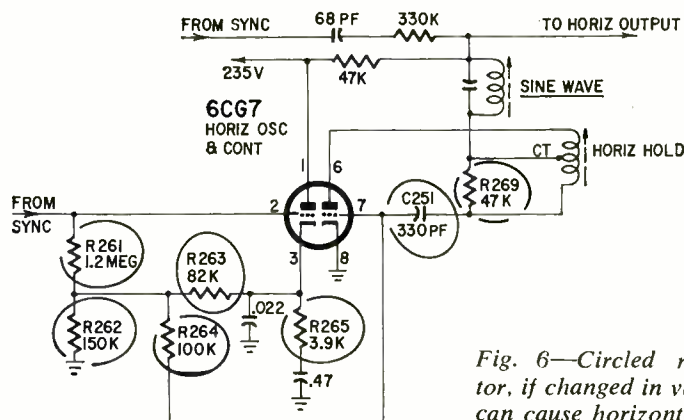 FROM SYNC
68 PF
330K
TO HORIZ OUTPUT
235V
47K
SINE WAVE
6CG7
HORIZ OSC
& CONT
1
6
CT
HORIZ HOLD
FROM
SYNC
2
7
C251
330PF
R269
47K
R261
1.2 MEG
R263
82K
3
8
.022
R262
150K
R264
100K
R265
3.9K
.47
Fig. 6—Circled r
tor, if changed in v
can cause horizont